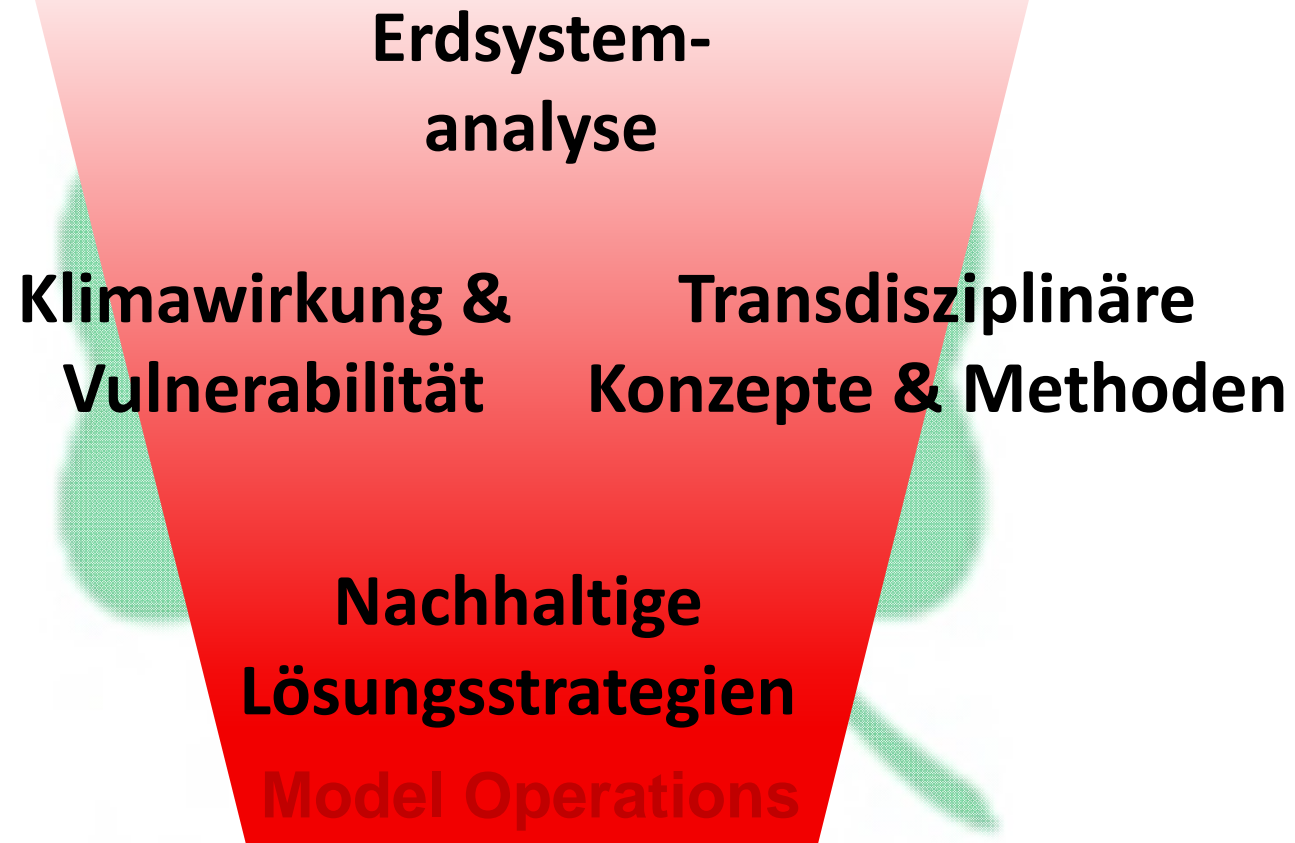 Erdsystem-
analyse
Klimawirkung &
Vulnerabilität
Transdisziplinäre
Konzepte & Methoden
Nachhaltige
Lösungsstrategien
Model Operations